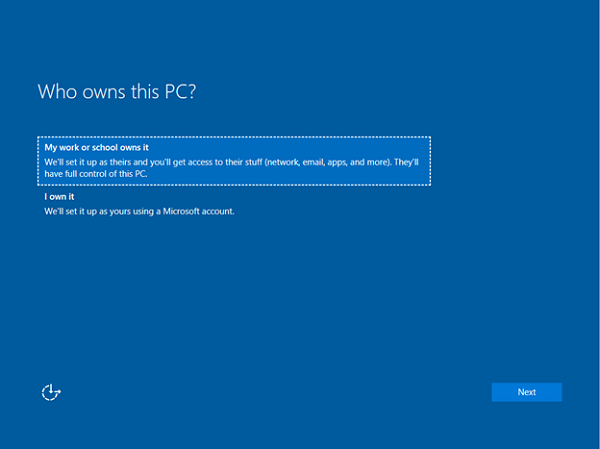 Who owns this PC?
My work or school owns it
We'll set it up as theirs and you'll get access to their stuff (network, email, apps, and more). They'll
have full control of this PC.
I own it
We'll set it up as yours using a Microsoft account.
Next